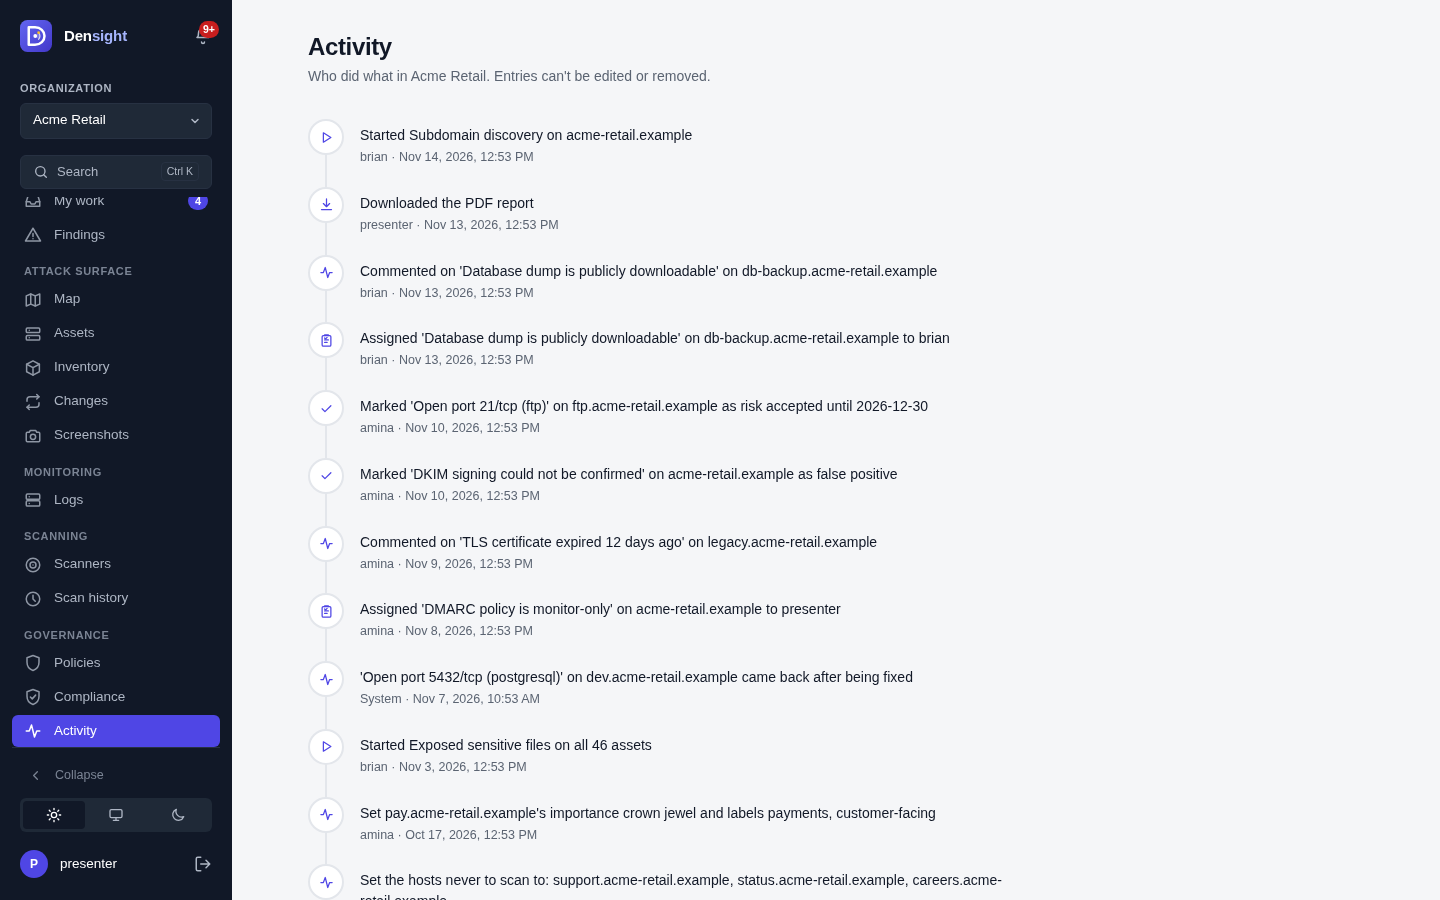 Densight
9+
ORGANIZATION
Acme Retail
Search
Ctrl K
My work
4
Findings
ATTACK SURFACE
Map
Assets
Inventory
Changes
Screenshots
MONITORING
Logs
SCANNING
Scanners
Scan history
GOVERNANCE
Policies
Compliance
Activity
Collapse
P
presenter
Activity
Who did what in Acme Retail. Entries can't be edited or removed.
Started Subdomain discovery on acme-retail.example
brian · Nov 14, 2026, 12:53 PM
Downloaded the PDF report
presenter · Nov 13, 2026, 12:53 PM
Commented on 'Database dump is publicly downloadable' on db-backup.acme-retail.example
brian · Nov 13, 2026, 12:53 PM
Assigned 'Database dump is publicly downloadable' on db-backup.acme-retail.example to brian
brian · Nov 13, 2026, 12:53 PM
Marked 'Open port 21/tcp (ftp)' on ftp.acme-retail.example as risk accepted until 2026-12-30
amina · Nov 10, 2026, 12:53 PM
Marked 'DKIM signing could not be confirmed' on acme-retail.example as false positive
amina · Nov 10, 2026, 12:53 PM
Commented on 'TLS certificate expired 12 days ago' on legacy.acme-retail.example
amina · Nov 9, 2026, 12:53 PM
Assigned 'DMARC policy is monitor-only' on acme-retail.example to presenter
amina · Nov 8, 2026, 12:53 PM
'Open port 5432/tcp (postgresql)' on dev.acme-retail.example came back after being fixed
System · Nov 7, 2026, 10:53 AM
Started Exposed sensitive files on all 46 assets
brian · Nov 3, 2026, 12:53 PM
Set pay.acme-retail.example's importance crown jewel and labels payments, customer-facing
amina · Oct 17, 2026, 12:53 PM
Set the hosts never to scan to: support.acme-retail.example, status.acme-retail.example, careers.acme-
retail.example